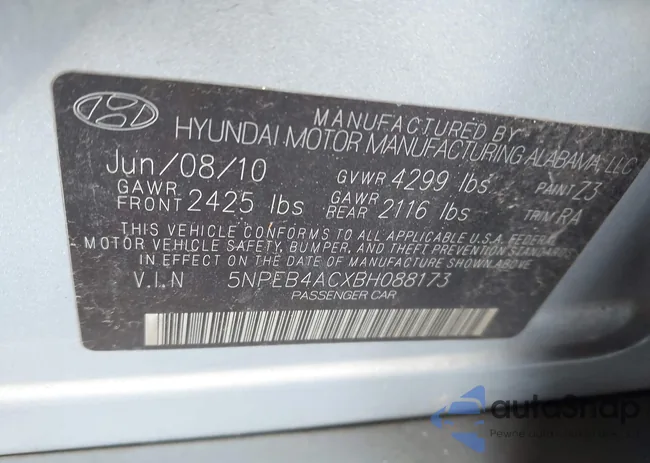 MANUFACTURED BY
HYUNDAI MOTOR MANUFACTURING ALABAMA, LLC
Jun/08/10 GVWR 4299 lbs PAINT Z3
GAWR FRONT 2425 lbs GAWR REAR 2116 lbs TRIM RA
THIS VEHICLE CONFORMS TO ALL APPLICABLE U.S.A. FEDERAL
MOTOR VEHICLE SAFETY, BUMPER, AND THEFT PREVENTION
STANDARDS IN EFFECT ON THE DATE OF MANUFACTURE SHOWN ABOVE.
V.I.N 5NPEB4ACXBH088173
PASSENGER CAR
autoSnap